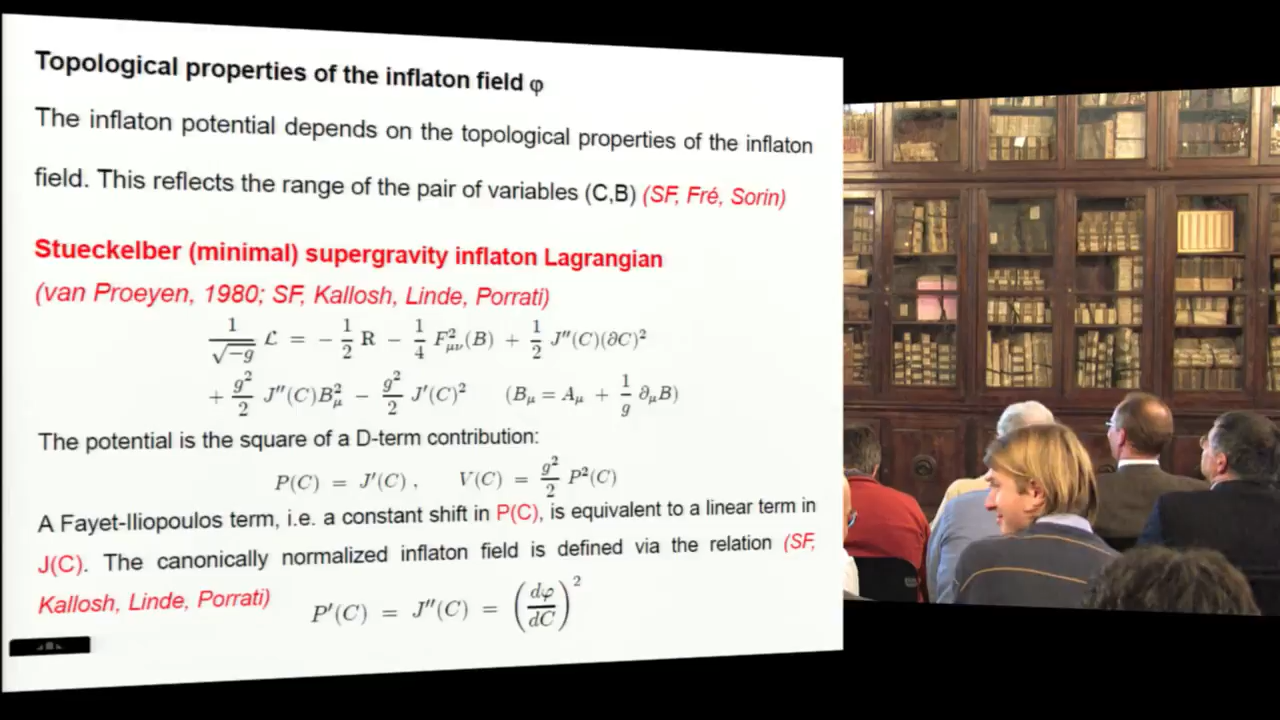 Topological properties of the inflaton field φ
The inflaton potential depends on the topological properties of the inflaton
field. This reflects the range of the pair of variables (C,B) (SF, Fré, Sorin)
Stueckelber (minimal) supergravity inflaton Lagrangian
(van Proeyen, 1980; SF, Kallosh, Linde, Porrati)
1/√−g ℒ = − 1/2 R − 1/4 F²μν(B) + 1/2 J″(C)(∂C)²
+ g²/2 J″(C)B²μ − g²/2 J′(C)² (Bμ = Aμ + 1/g ∂μB)
The potential is the square of a D-term contribution:
P(C) = J′(C) , V(C) = g²/2 P²(C)
A Fayet-Iliopoulos term, i.e. a constant shift in P(C), is equivalent to a linear term in
J(C). The canonically normalized inflaton field is defined via the relation (SF,
Kallosh, Linde, Porrati) P′(C) = J″(C) = (dφ/dC)²